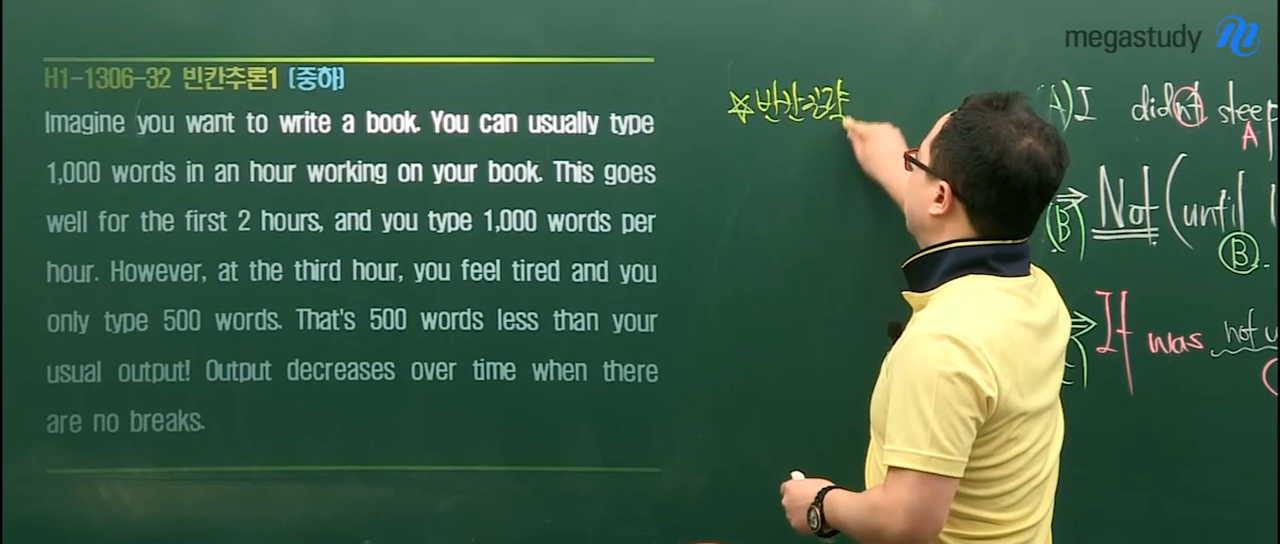 megastudy
H1-1306-32 빈칸추론1 (중하)
Imagine you want to write a book. You can usually type
1,000 words in an hour working on your book. This goes
well for the first 2 hours, and you type 1,000 words per
hour. However, at the third hour, you feel tired and you
only type 500 words. That's 500 words less than your
usual output! Output decreases over time when there
are no breaks.
☆빈칸공략
A) I didn't sleep
A
⇒ Not (until I
(B)
B
⇒ It was not u